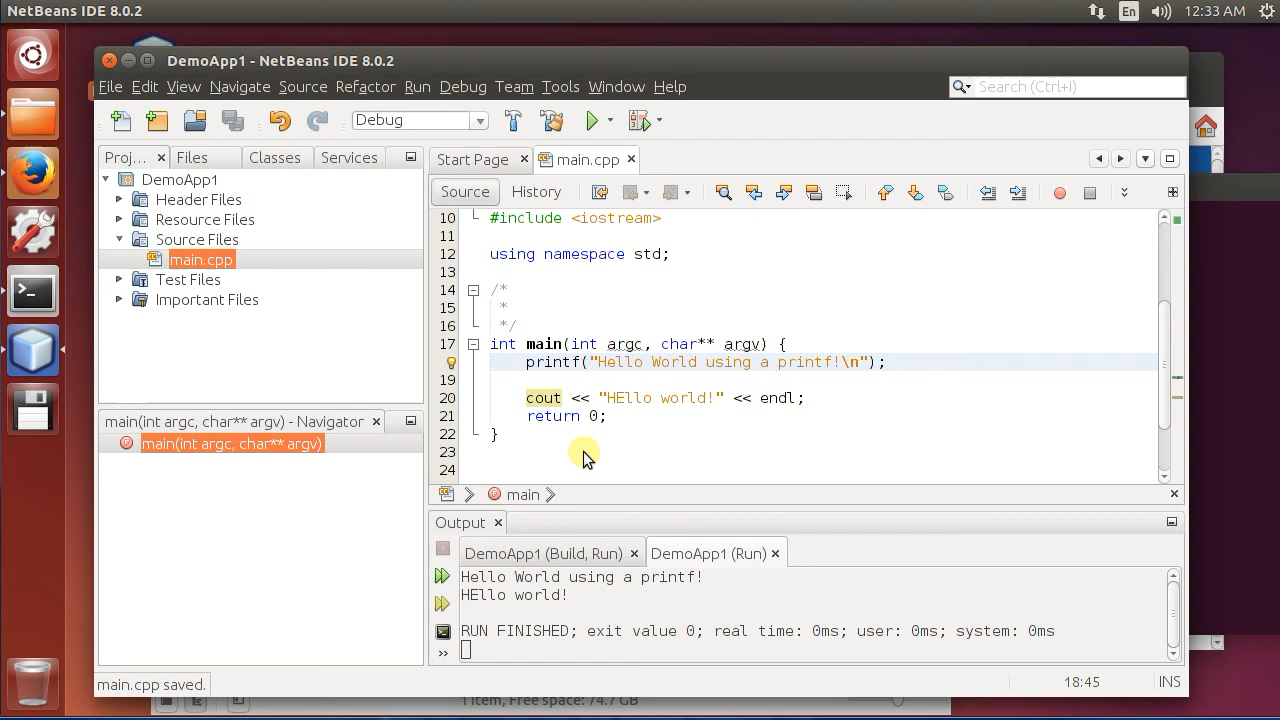 NetBeans IDE 8.0.2
En
12:33 AM
DemoApp1 - NetBeans IDE 8.0.2
File Edit View Navigate Source Refactor Run Debug Team Tools Window Help
Search (Ctrl+I)
Debug
Proj... Files Classes Services
Start Page main.cpp
DemoApp1
Header Files
Resource Files
Source Files
main.cpp
Test Files
Important Files
Source History
10 #include <iostream>
11
12 using namespace std;
13
14 /*
15 *
16 */
17 int main(int argc, char** argv) {
printf("Hello World using a printf!\n");
19
20 cout << "HEllo world!" << endl;
21 return 0;
22 }
23
24
main(int argc, char** argv) - Navigator
main(int argc, char** argv)
main
Output
DemoApp1 (Build, Run) DemoApp1 (Run)
Hello World using a printf!
HEllo world!
RUN FINISHED; exit value 0; real time: 0ms; user: 0ms; system: 0ms
main.cpp saved.
18:45 INS
1 item, Free space: 74.7 GB